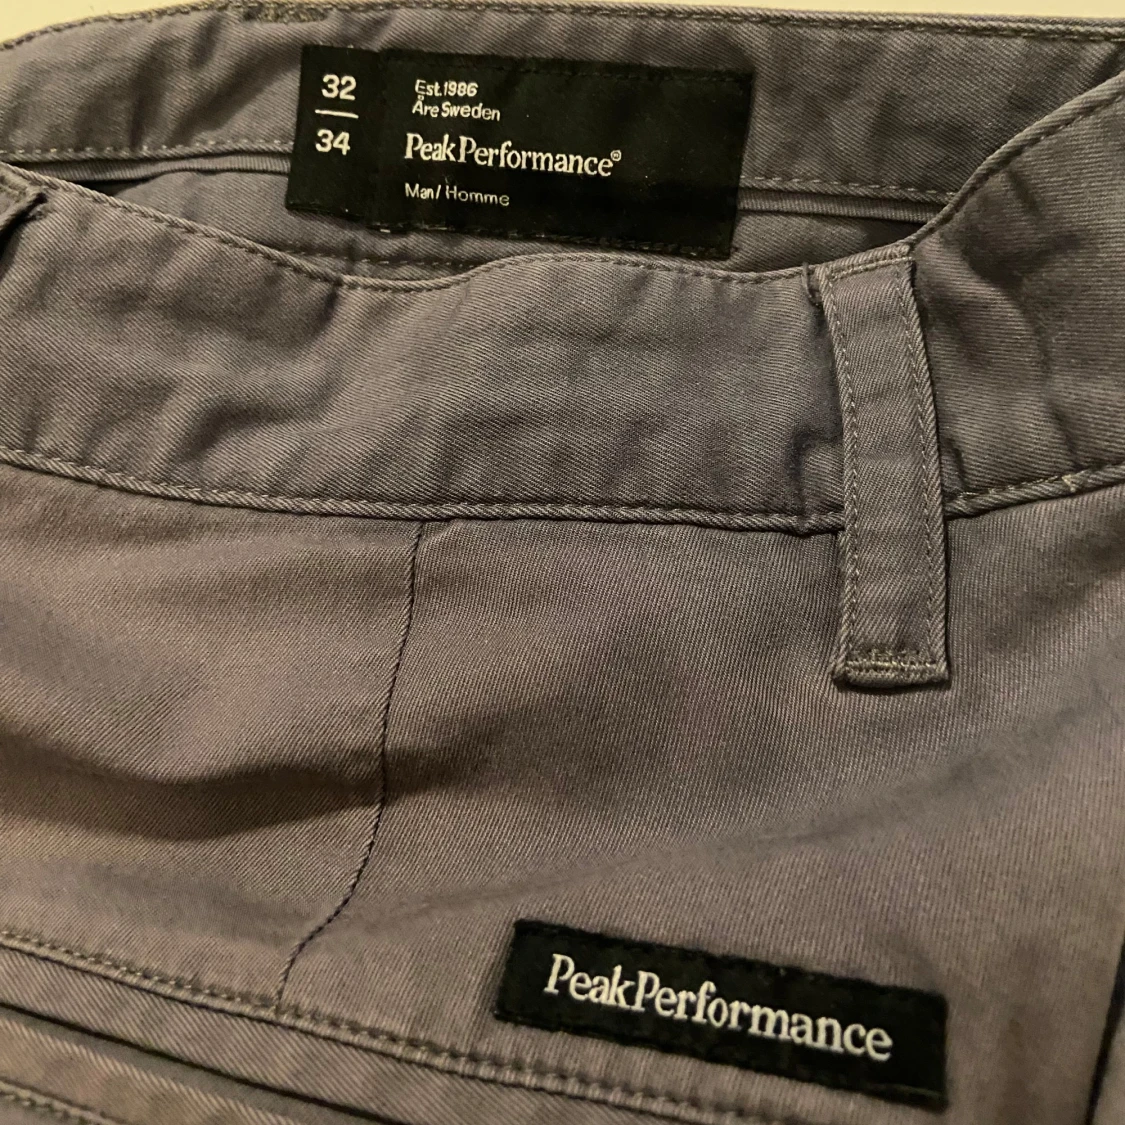 32
34
Est.1986
Åre Sweden
PeakPerformance®
Man/Homme
PeakPerformance